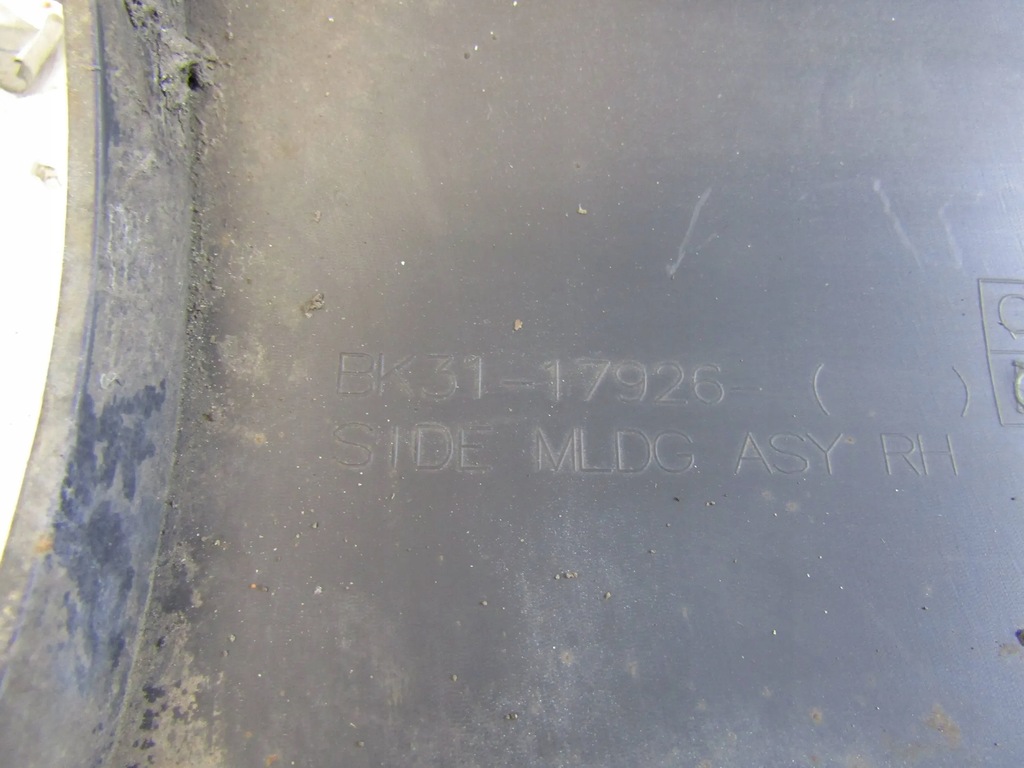 BK31-17926- ( )
SIDE MLDG ASY RH